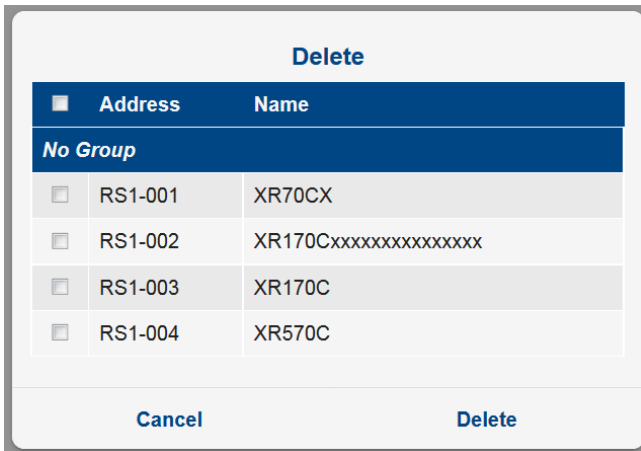 Delete
Address Name
No Group
RS1-001 XR70CX
RS1-002 XR170Cxxxxxxxxxxxxxxx
RS1-003 XR170C
RS1-004 XR570C
Cancel Delete